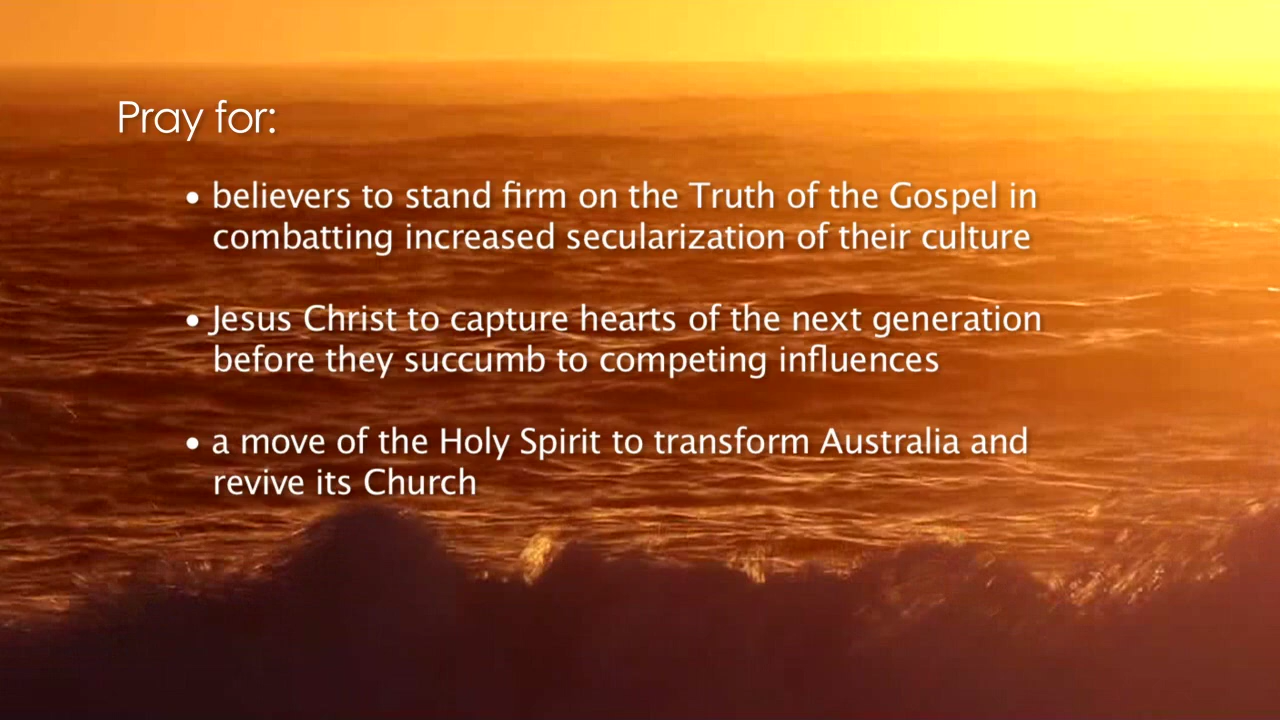 Pray for:
• believers to stand firm on the Truth of the Gospel in
combatting increased secularization of their culture
• Jesus Christ to capture hearts of the next generation
before they succumb to competing influences
• a move of the Holy Spirit to transform Australia and
revive its Church